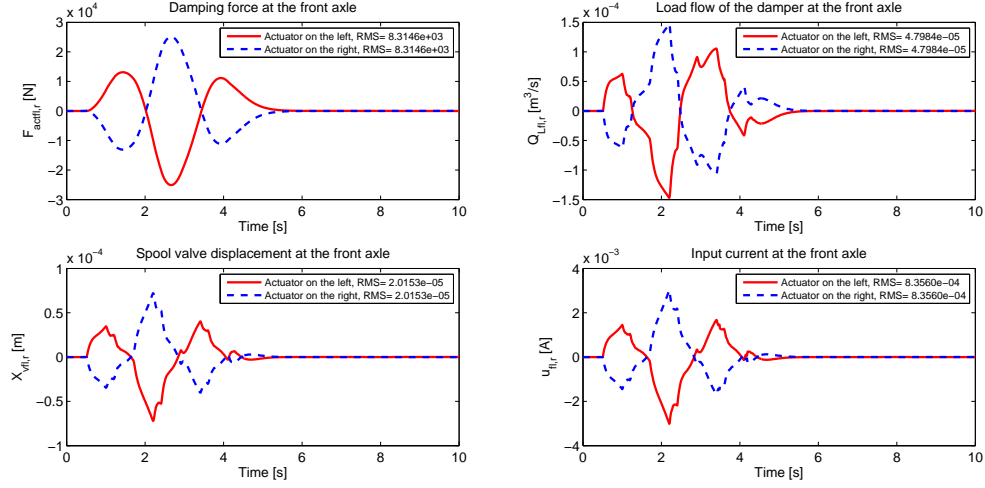 Damping force at the front axle
x 10⁴
Actuator on the left, RMS= 8.3146e+03
Actuator on the right, RMS= 8.3146e+03
F_actfl,r [N]
3
2
1
0
−1
−2
−3
0 2 4 6 8 10
Time [s]
Load flow of the damper at the front axle
x 10⁻⁴
Actuator on the left, RMS= 4.7984e−05
Actuator on the right, RMS= 4.7984e−05
Q_Lfl,r [m³/s]
1.5
1
0.5
0
−0.5
−1
−1.5
0 2 4 6 8 10
Time [s]
Spool valve displacement at the front axle
x 10⁻⁴
Actuator on the left, RMS= 2.0153e−05
Actuator on the right, RMS= 2.0153e−05
X_vfl,r [m]
1
0.5
0
−0.5
−1
0 2 4 6 8 10
Time [s]
Input current at the front axle
x 10⁻³
Actuator on the left, RMS= 8.3560e−04
Actuator on the right, RMS= 8.3560e−04
u_fl,r [A]
4
2
0
−2
−4
0 2 4 6 8 10
Time [s]